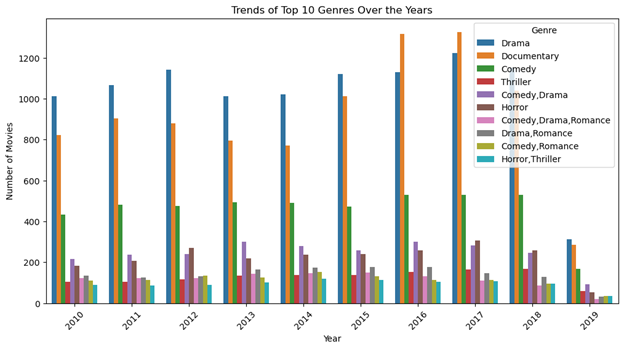 Trends of Top 10 Genres Over the Years
Number of Movies
1200
1000
800
600
400
200
0
Genre
Drama
Documentary
Comedy
Thriller
Comedy,Drama
Horror
Comedy,Drama,Romance
Drama,Romance
Comedy,Romance
Horror,Thriller
2010
2011
2012
2013
2014
2015
2016
2017
2018
2019
Year